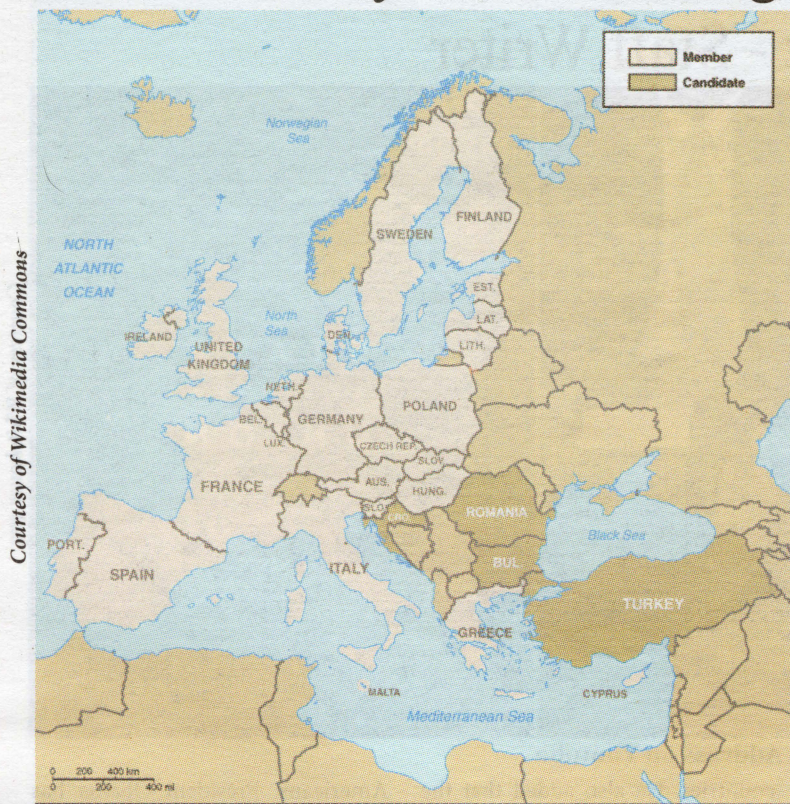 Courtesy of Wikimedia Commons
Member
Candidate
Norwegian
Sea
NORTH
ATLANTIC
OCEAN
FINLAND
SWEDEN
EST.
LAT.
LITH.
North
Sea
DEN.
IRELAND
UNITED
KINGDOM
NETH.
BEL.
LUX.
GERMANY
POLAND
CZECH REP.
SLOV.
AUS.
HUNG.
FRANCE
SLO.
CRO.
ROMANIA
BUL
Black Sea
PORT.
SPAIN
ITALY
GREECE
TURKEY
MALTA
CYPRUS
Mediterranean Sea
0 200 400 km
0 200 400 mi